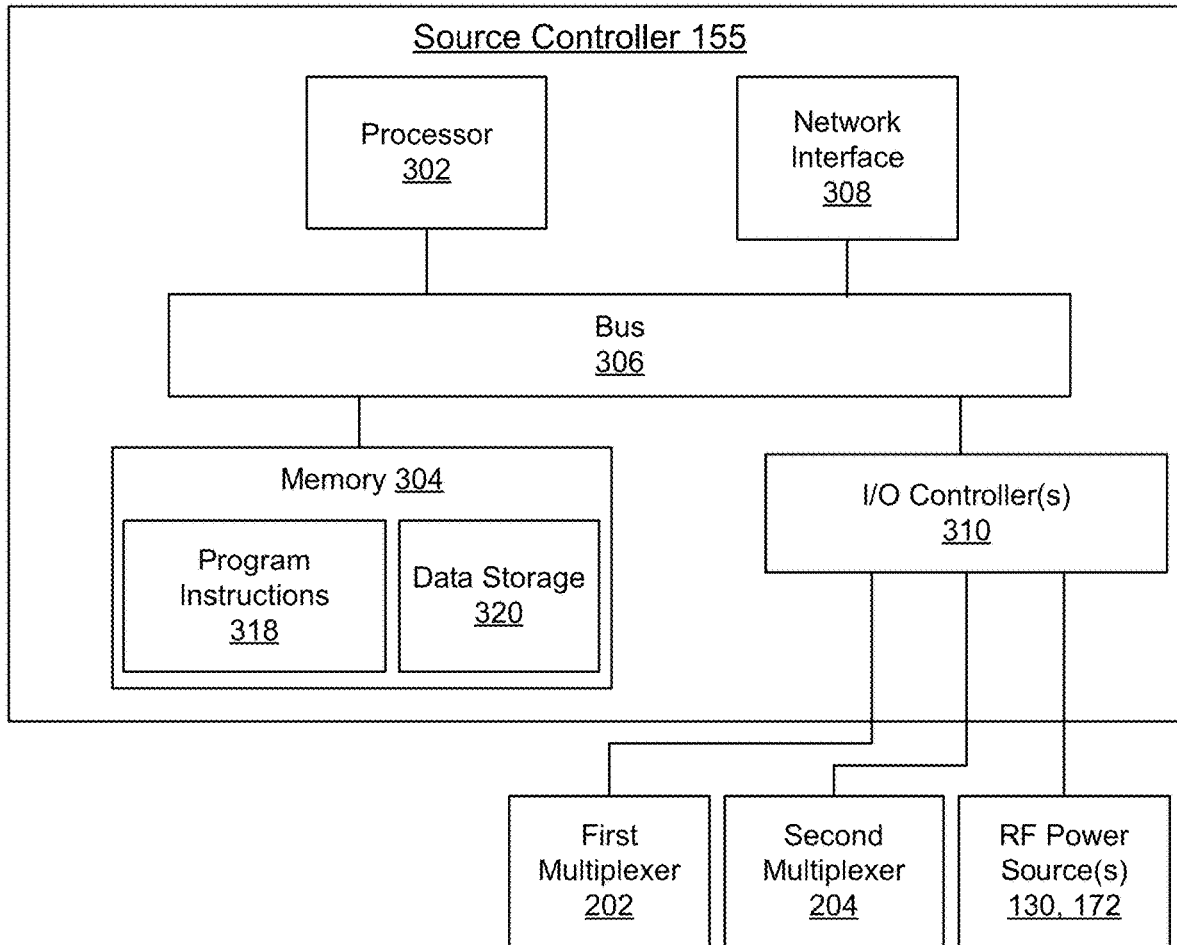 Source Controller 155
Processor
302
Network
Interface
308
Bus
306
Memory 304
Program
Instructions
318
Data Storage
320
I/O Controller(s)
310
First
Multiplexer
202
Second
Multiplexer
204
RF Power
Source(s)
130, 172